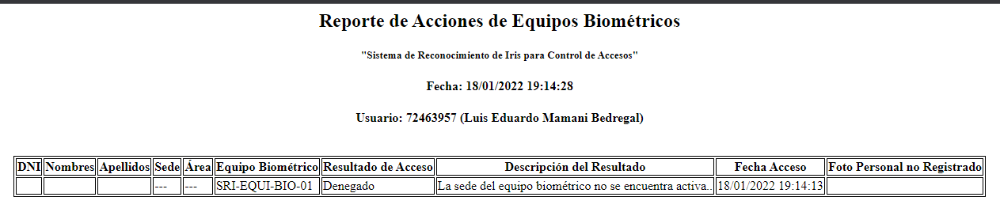 Reporte de Acciones de Equipos Biométricos
"Sistema de Reconocimiento de Iris para Control de Accesos"
Fecha: 18/01/2022 19:14:28
Usuario: 72463957 (Luis Eduardo Mamani Bedregal)
DNI Nombres Apellidos Sede Área Equipo Biométrico Resultado de Acceso Descripción del Resultado Fecha Acceso Foto Personal no Registrado
--- --- SRI-EQUI-BIO-01 Denegado La sede del equipo biométrico no se encuentra activa.. 18/01/2022 19:14:13